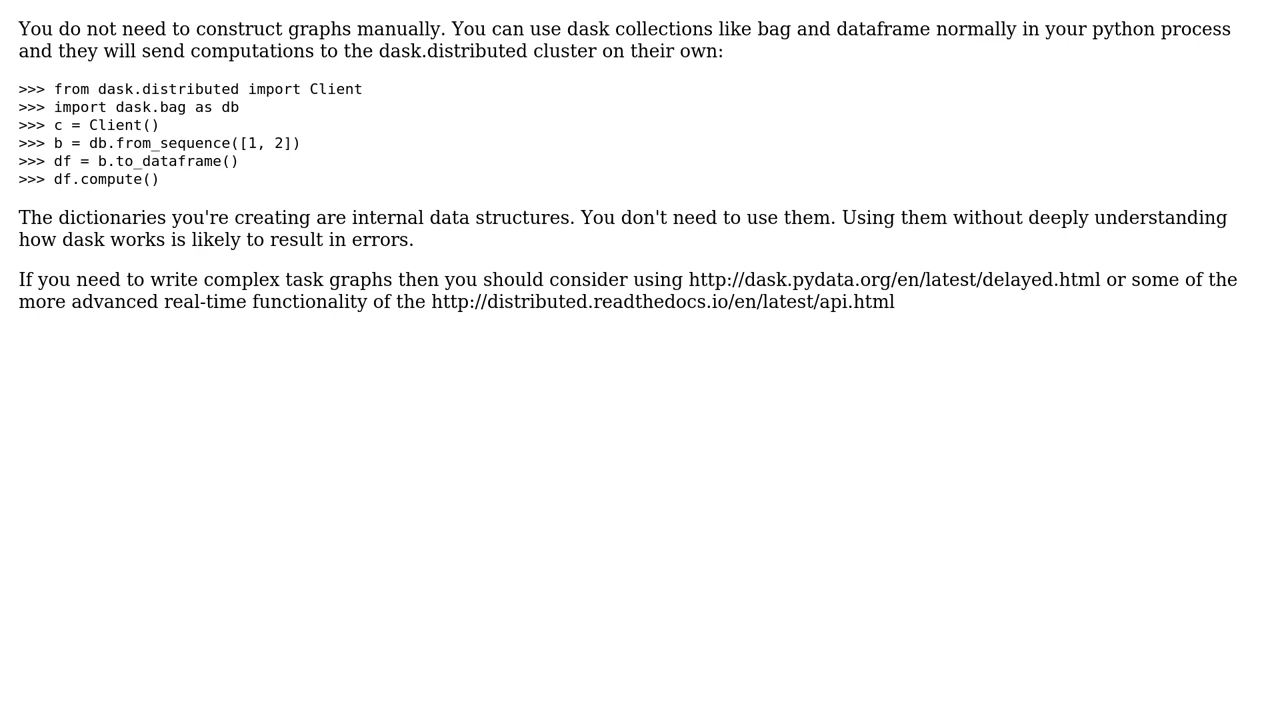 You do not need to construct graphs manually. You can use dask collections like bag and dataframe normally in your python process
and they will send computations to the dask.distributed cluster on their own:
>>> from dask.distributed import Client
>>> import dask.bag as db
>>> c = Client()
>>> b = db.from_sequence([1, 2])
>>> df = b.to_dataframe()
>>> df.compute()
The dictionaries you're creating are internal data structures. You don't need to use them. Using them without deeply understanding
how dask works is likely to result in errors.
If you need to write complex task graphs then you should consider using http://dask.pydata.org/en/latest/delayed.html or some of the
more advanced real-time functionality of the http://distributed.readthedocs.io/en/latest/api.html